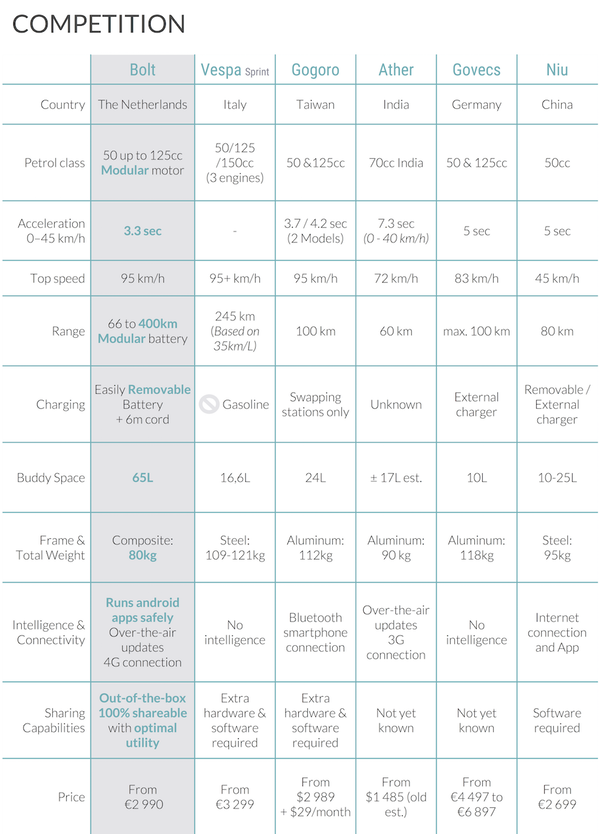 COMPETITION
Bolt Vespa Sprint Gogoro Ather Govecs Niu
Country The Netherlands Italy Taiwan India Germany China
Petrol class
50 up to 125cc
Modular motor
50/125
/150cc
(3 engines)
50 &125cc
70cc India
50 & 125cc
50cc
Acceleration
0–45 km/h
3.3 sec
-
3.7 / 4.2 sec
(2 Models)
7.3 sec
(0 - 40 km/h)
5 sec
5 sec
Top speed 95 km/h 95+ km/h 95 km/h 72 km/h 83 km/h 45 km/h
Range
66 to 400km
Modular battery
245 km
(Based on
35km/L)
100 km
60 km
max. 100 km
80 km
Charging
Easily Removable
Battery
+ 6m cord
Gasoline
Swapping
stations only
Unknown
External
charger
Removable /
External
charger
Buddy Space 65L 16,6L 24L ± 17L est. 10L 10-25L
Frame &
Total Weight
Composite:
80kg
Steel:
109-121kg
Aluminum:
112kg
Aluminum:
90 kg
Aluminum:
118kg
Steel:
95kg
Intelligence &
Connectivity
Runs android
apps safely
Over-the-air
updates
4G connection
No
intelligence
Bluetooth
smartphone
connection
Over-the-air
updates
3G
connection
No
intelligence
Internet
connection
and App
Sharing
Capabilities
Out-of-the-box
100% shareable
with optimal
utility
Extra
hardware &
software
required
Extra
hardware &
software
required
Not yet
known
Not yet
known
Software
required
Price
From
€2 990
From
€3 299
From
$2 989
+ $29/month
From
$1 485 (old
est.)
From
€4 497 to
€6 897
From
€2 699